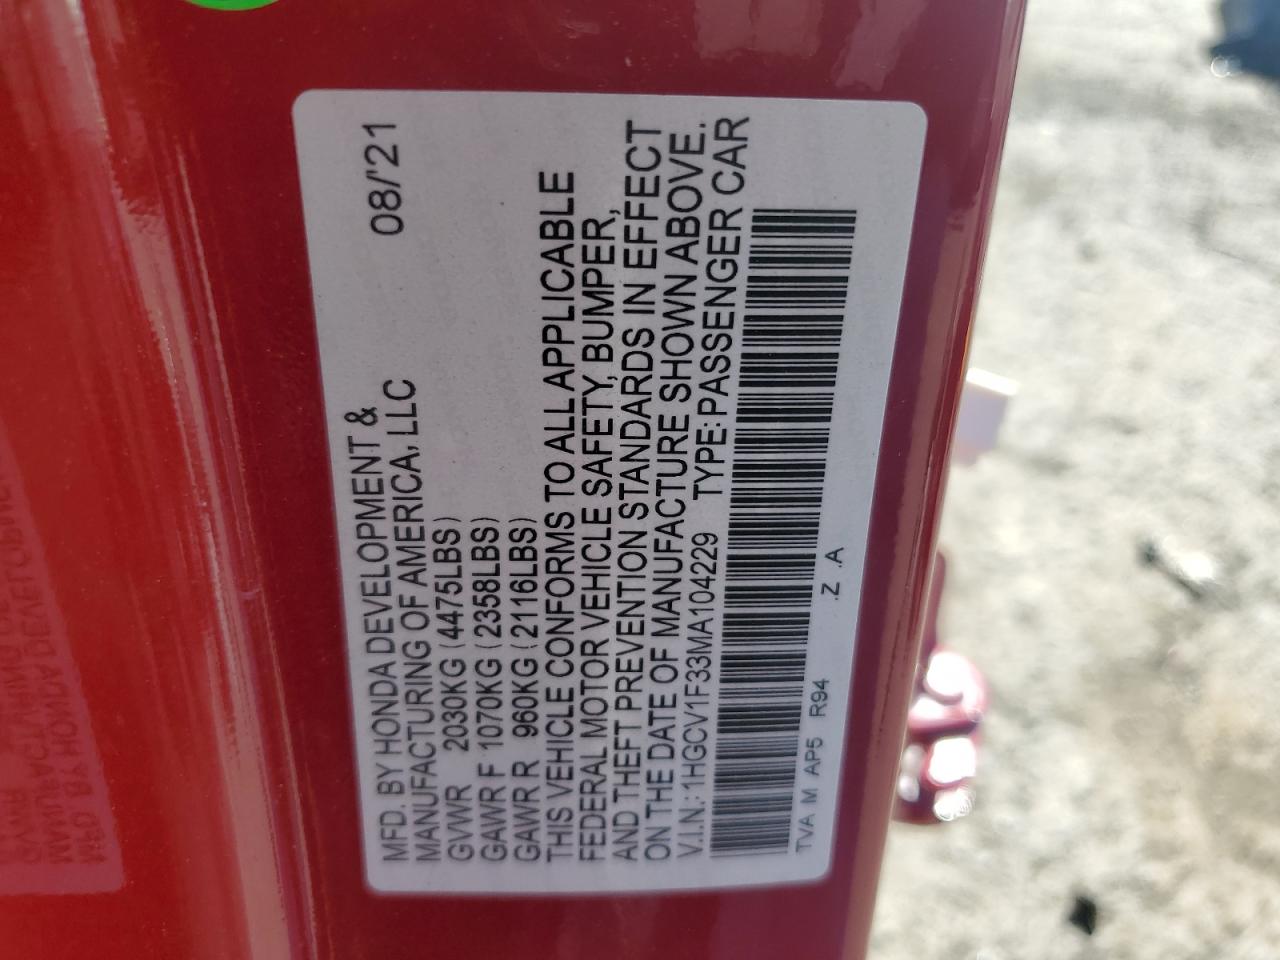 MFD. BY HONDA DEVELOPMENT &
MANUFACTURING OF AMERICA, LLC 08/'21
GVWR 2030KG (4475LBS)
GAWR F 1070KG (2358LBS)
GAWR R 960KG (2116LBS)
THIS VEHICLE CONFORMS TO ALL APPLICABLE
FEDERAL MOTOR VEHICLE SAFETY, BUMPER,
AND THEFT PREVENTION STANDARDS IN EFFECT
ON THE DATE OF MANUFACTURE SHOWN ABOVE.
V.I.N.: 1HGCV1F33MA104229 TYPE: PASSENGER CAR
TVA M AP5 R94 .Z .A